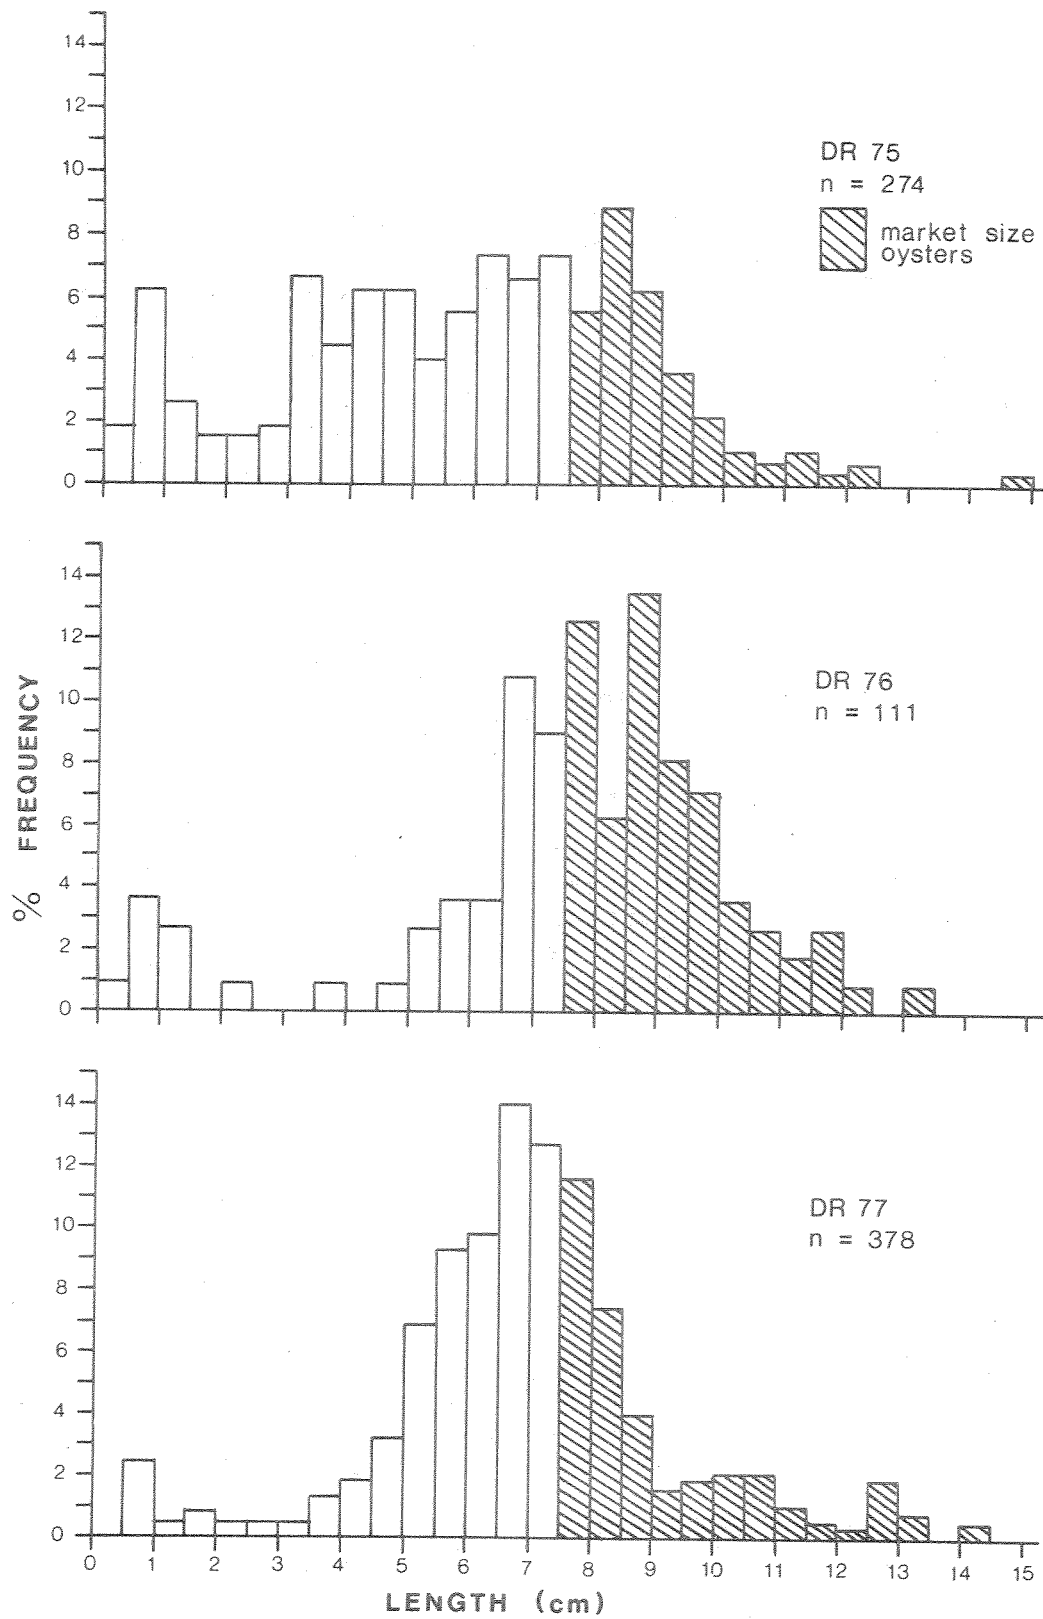 14
12
10
8
6
4
2
0
DR 75
n = 274
market size
oysters
14
12
10
8
6
4
2
0
DR 76
n = 111
% FREQUENCY
14
12
10
8
6
4
2
0
DR 77
n = 378
0 1 2 3 4 5 6 7 8 9 10 11 12 13 14 15
LENGTH (cm)